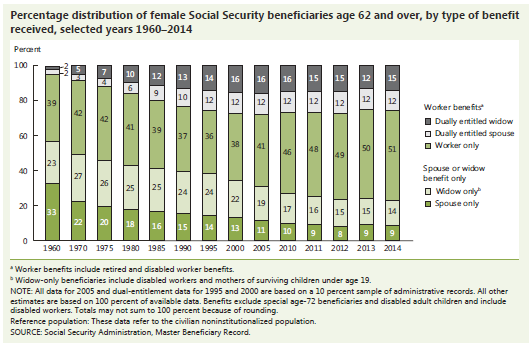 Percentage distribution of female Social Security beneficiaries age 62 and over, by type of benefit
received, selected years 1960–2014
Percent
100
80
60
40
20
0
2 5 7 10 12 13 14 16 16 16 15 15 12 15
2 3 4 6 9 10 12 12 12 12 12 12 12 12
39 42 42 41 39 37 36 38 41 46 48 49 50 51
23 27 26 25 25 24 24 22 19 17 16 15 15 14
33 22 20 18 16 15 14 13 11 10 9 8 9 9
1960 1970 1975 1980 1985 1990 1995 2000 2005 2010 2011 2012 2013 2014
Worker benefitsª
Dually entitled widow
Dually entitled spouse
Worker only
Spouse or widow
benefit only
Widow onlyᵇ
Spouse only
ª Worker benefits include retired and disabled worker benefits.
ᵇ Widow-only beneficiaries include disabled workers and mothers of surviving children under age 19.
NOTE: All data for 2005 and dual-entitlement data for 1995 and 2000 are based on a 10 percent sample of administrative records. All other
estimates are based on 100 percent of available data. Benefits exclude special age-72 beneficiaries and disabled adult children and include
disabled workers. Totals may not sum to 100 percent because of rounding.
Reference population: These data refer to the civilian noninstitutionalized population.
SOURCE: Social Security Administration, Master Beneficiary Record.